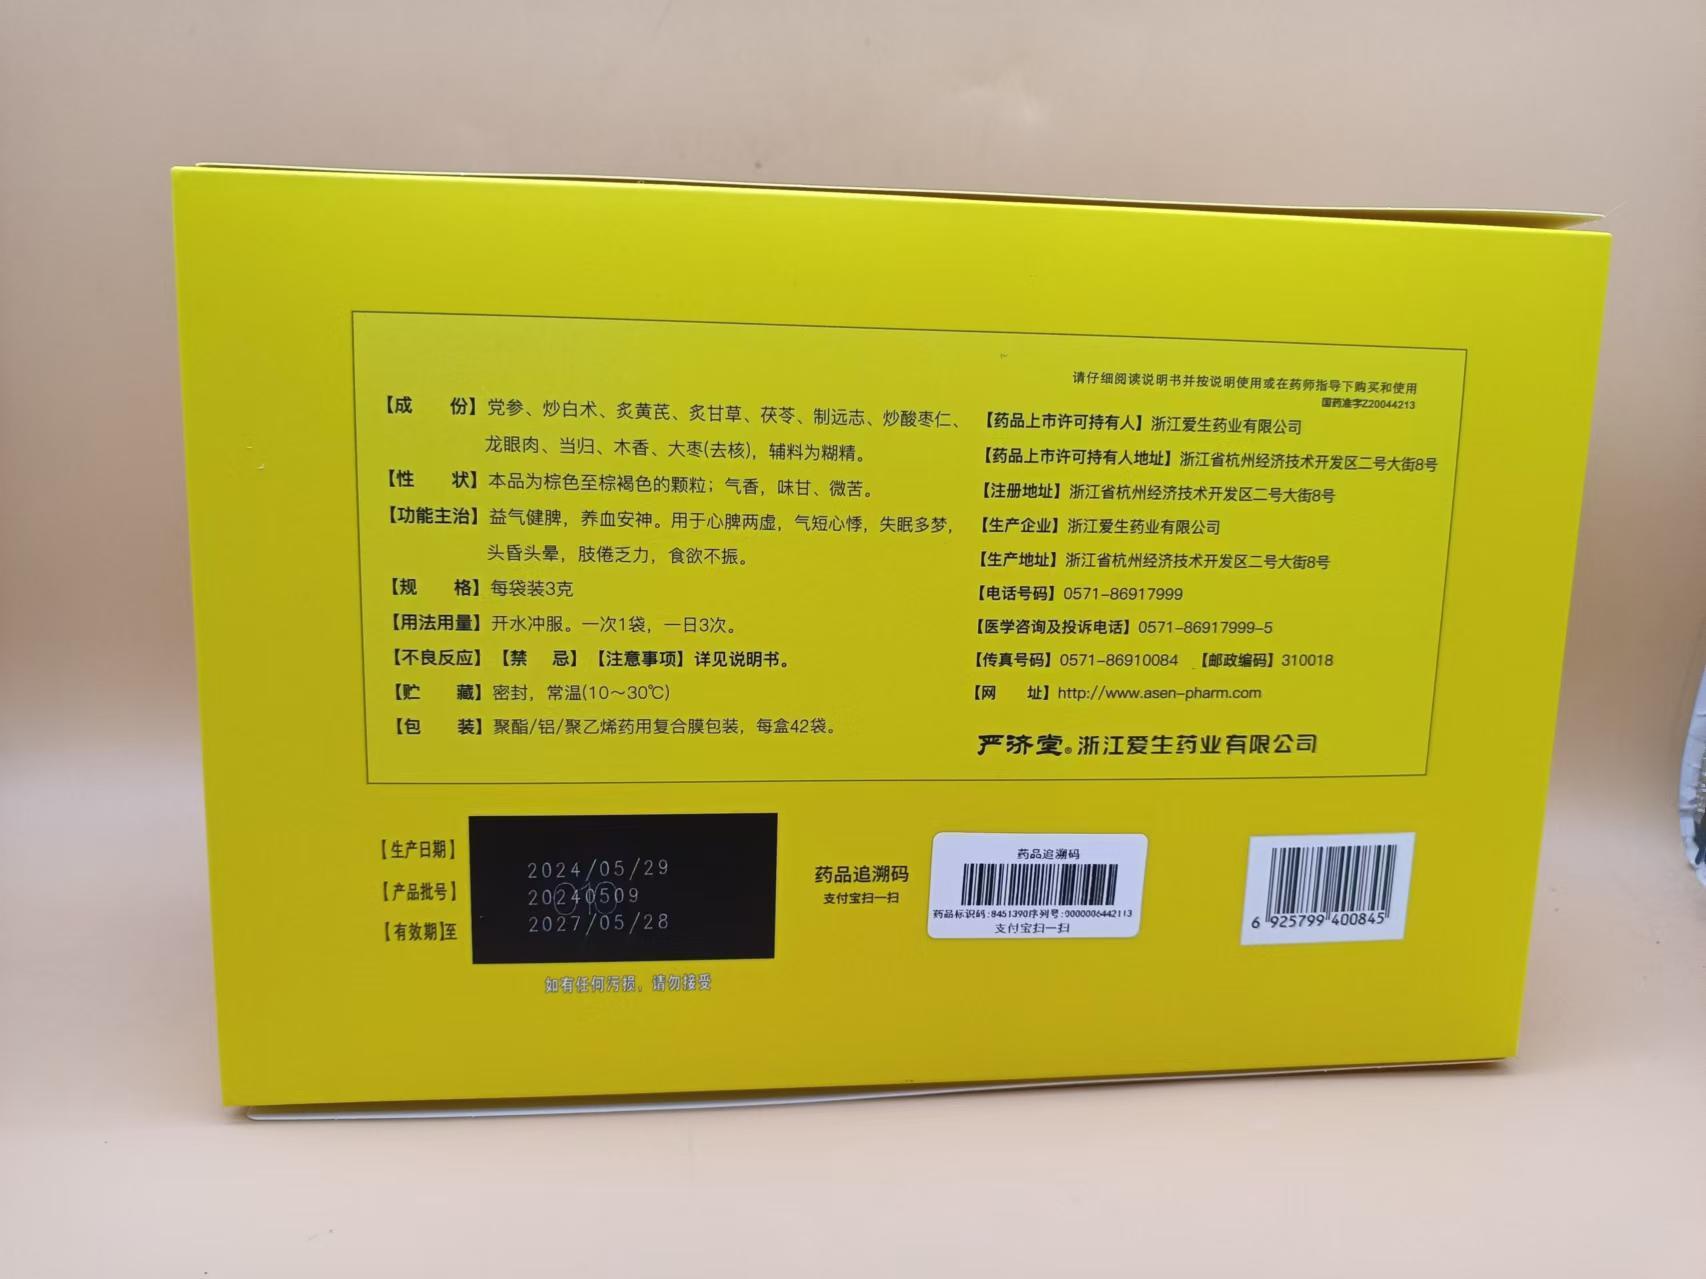 请仔细阅读说明书并按说明使用或在药师指导下购买和使用
国药准字Z20044213
【成　份】党参、炒白术、炙黄芪、炙甘草、茯苓、制远志、炒酸枣仁、
龙眼肉、当归、木香、大枣(去核)，辅料为糊精。
【性　状】本品为棕色至棕褐色的颗粒；气香，味甘、微苦。
【功能主治】益气健脾，养血安神。用于心脾两虚，气短心悸，失眠多梦，
头昏头晕，肢倦乏力，食欲不振。
【规　格】每袋装3克
【用法用量】开水冲服。一次1袋，一日3次。
【不良反应】【禁　忌】【注意事项】详见说明书。
【贮　藏】密封，常温(10～30℃)
【包　装】聚酯/铝/聚乙烯药用复合膜包装，每盒42袋。
【药品上市许可持有人】浙江爱生药业有限公司
【药品上市许可持有人地址】浙江省杭州经济技术开发区二号大街8号
【注册地址】浙江省杭州经济技术开发区二号大街8号
【生产企业】浙江爱生药业有限公司
【生产地址】浙江省杭州经济技术开发区二号大街8号
【电话号码】0571-86917999
【医学咨询及投诉电话】0571-86917999-5
【传真号码】0571-86910084 【邮政编码】310018
【网　址】http://www.asen-pharm.com
严济堂®浙江爱生药业有限公司
【生产日期】2024/05/29
【产品批号】20240509
【有效期】至 2027/05/28
如有任何污损，请勿接受
药品追溯码
支付宝扫一扫
药品追溯码
药品标识码:8451390序列号:0000006442113
支付宝扫一扫
6 925799 400845